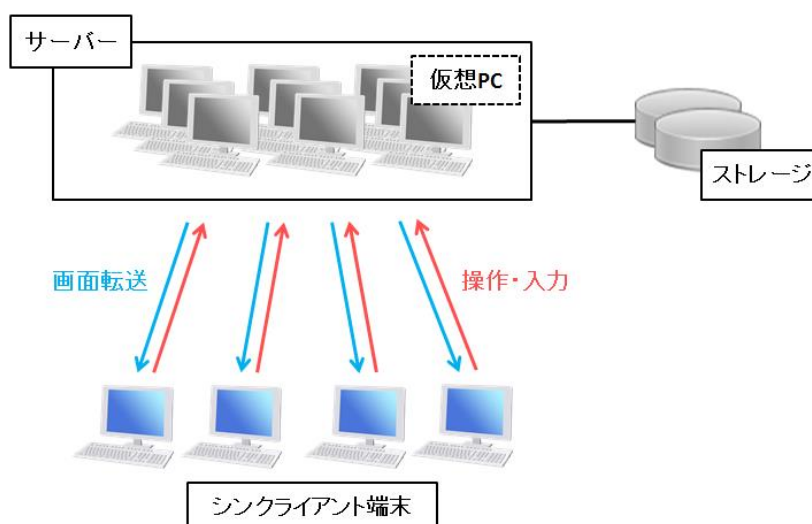 サーバー
仮想PC
ストレージ
画面転送
操作・入力
シンクライアント端末